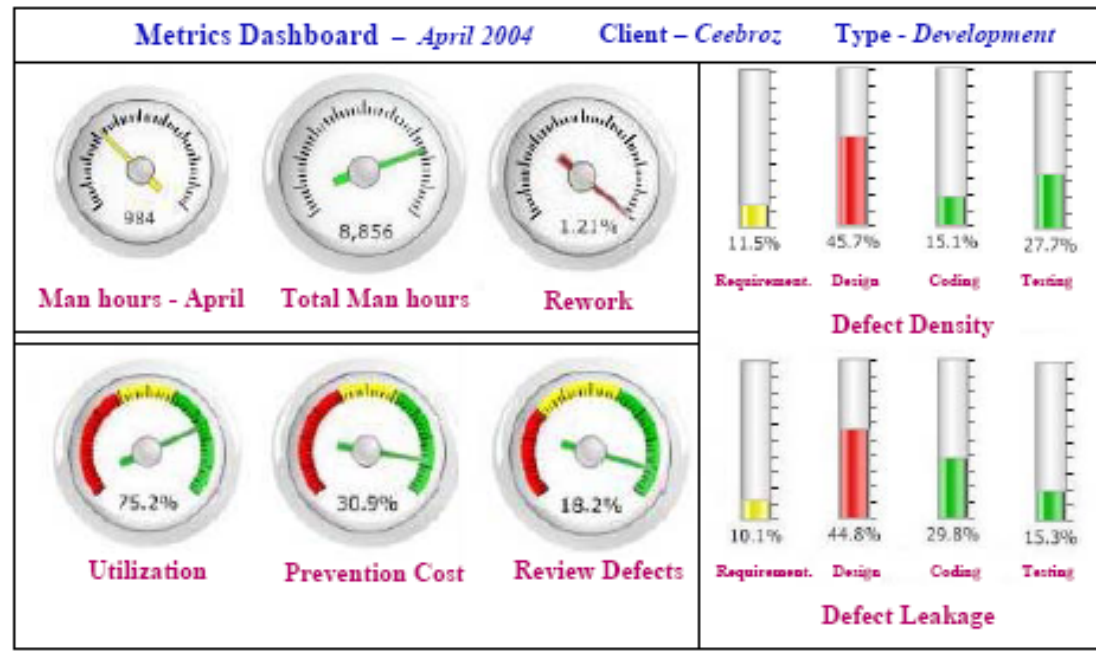 Metrics Dashboard – April 2004 Client – Ceebroz Type - Development
984
8,856
1.21%
Man hours - April Total Man hours Rework
11.5% 45.7% 15.1% 27.7%
Requirement. Design Coding Testing
Defect Density
75.2% 30.9% 18.2%
Utilization Prevention Cost Review Defects
10.1% 44.8% 29.8% 15.3%
Requirement. Design Coding Testing
Defect Leakage